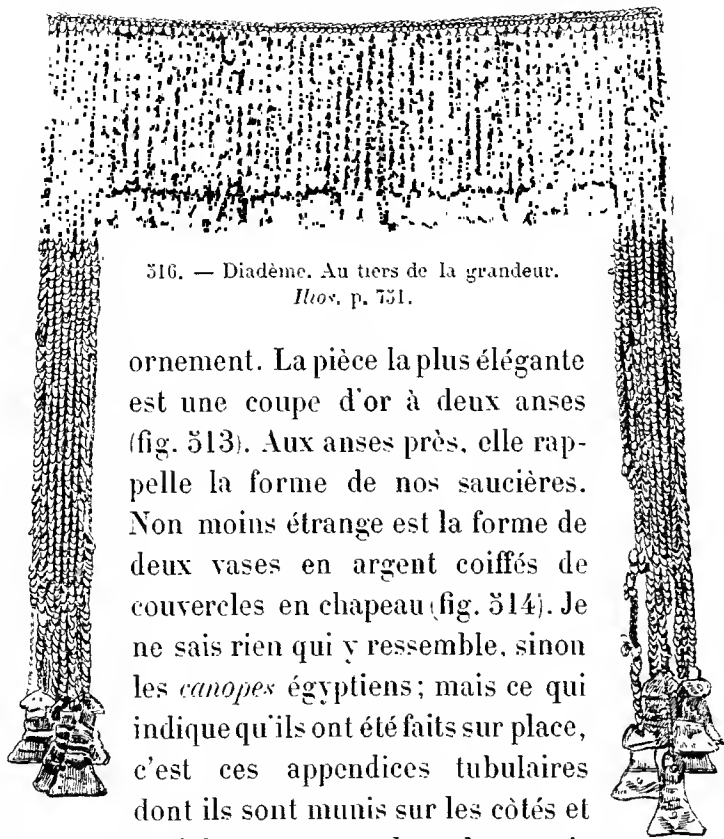 516. — Diadème. Au tiers de la grandeur.
Ilios, p. 751.
ornement. La pièce la plus élégante
est une coupe d'or à deux anses
(fig. 513). Aux anses près, elle rap-
pelle la forme de nos saucières.
Non moins étrange est la forme de
deux vases en argent coiffés de
couvercles en chapeau (fig. 514). Je
ne sais rien qui y ressemble, sinon
les canopes égyptiens; mais ce qui
indique qu'ils ont été faits sur place,
c'est ces appendices tubulaires
dont ils sont munis sur les côtés et